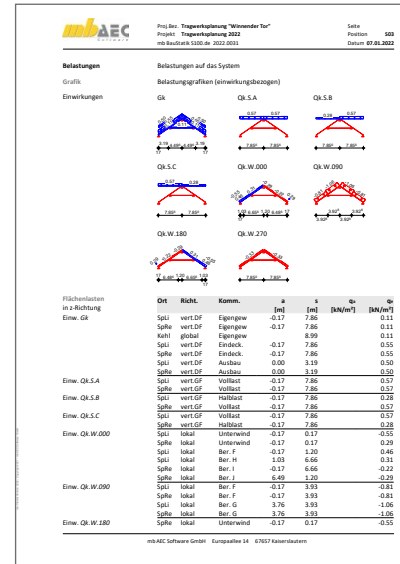 mb AEC
Software
Proj.Bez. Tragwerksplanung "Winnender Tor"
Projekt Tragwerksplanung 2022
mb BauStatik S100.de 2022.0031
Seite
Position S03
Datum 07.01.2022
Belastungen Belastungen auf das System
Grafik Belastungsgrafiken (einwirkungsbezogen)
Einwirkungen Gk Qk.S.A Qk.S.B
Qk.S.C Qk.W.000 Qk.W.090
Qk.W.180 Qk.W.270
Flächenlasten
in z-Richtung
Ort Richt. Komm. a s
[m] [m] [kN/m²] [kN/m²]
Einw. Gk SpLi vert.DF Eigengew -0.17 7.86 0.11
SpRe vert.DF Eigengew -0.17 7.86 0.11
Kehl global Eigengew 8.99 0.11
SpLi vert.DF Eindeck. -0.17 7.86 0.55
SpRe vert.DF Eindeck. -0.17 7.86 0.55
SpLi vert.DF Ausbau 0.00 3.19 0.50
SpRe vert.DF Ausbau 0.00 3.19 0.50
Einw. Qk.S.A SpLi vert.GF Volllast -0.17 7.86 0.57
SpRe vert.GF Volllast -0.17 7.86 0.57
Einw. Qk.S.B SpLi vert.GF Halblast -0.17 7.86 0.28
SpRe vert.GF Volllast -0.17 7.86 0.57
Einw. Qk.S.C SpLi vert.GF Volllast -0.17 7.86 0.57
SpRe vert.GF Halblast -0.17 7.86 0.28
Einw. Qk.W.000 SpLi lokal Unterwind -0.17 0.17 -0.55
SpRe lokal Unterwind -0.17 0.17 0.29
SpLi lokal Ber. F -0.17 1.20 0.46
SpLi lokal Ber. H 1.03 6.66 0.31
SpRe lokal Ber. I -0.17 6.66 -0.22
SpRe lokal Ber. J 6.49 1.20 -0.29
Einw. Qk.W.090 SpLi lokal Ber. F -0.17 3.93 -0.81
SpRe lokal Ber. F -0.17 3.93 -0.81
SpLi lokal Ber. G 3.76 3.93 -1.06
SpRe lokal Ber. G 3.76 3.93 -1.06
Einw. Qk.W.180 SpRe lokal Unterwind -0.17 0.17 -0.55
mb AEC Software GmbH Europaallee 14 67657 Kaiserslautern